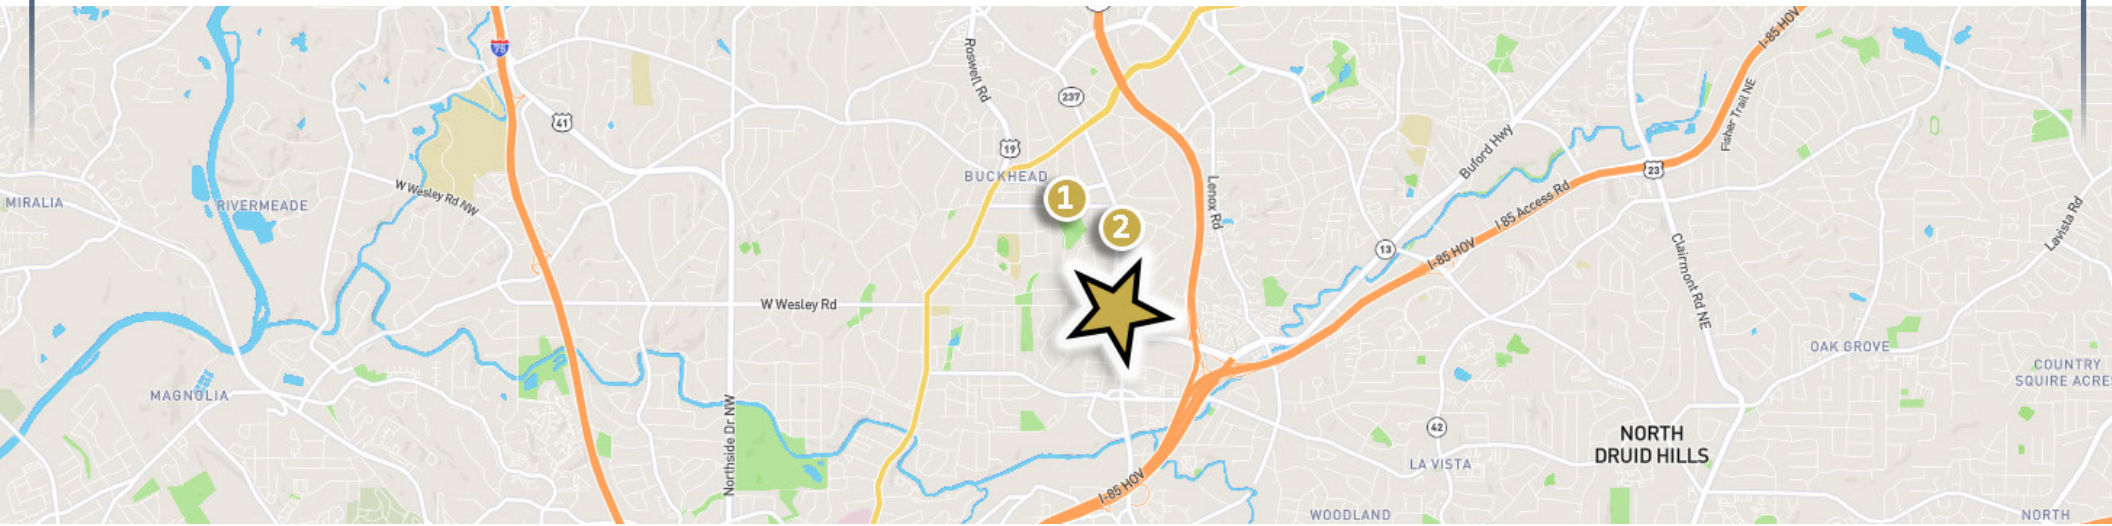 I-85 HOV
75
Roswell Rd
237
41
Fisher Trail NE
Buford Hwy
19
23
BUCKHEAD
W Wesley Rd NW
MIRALIA
RIVERMEADE
1
Lenox Rd
I 85 Access Rd
2
Lavista Rd
13
I-85 HOV
Clairmont Rd NE
W Wesley Rd
OAK GROVE
COUNTRY
SQUIRE ACRE
MAGNOLIA
Northside Dr NW
42
NORTH
DRUID HILLS
LA VISTA
I-85 HOV
WOODLAND
NORTH